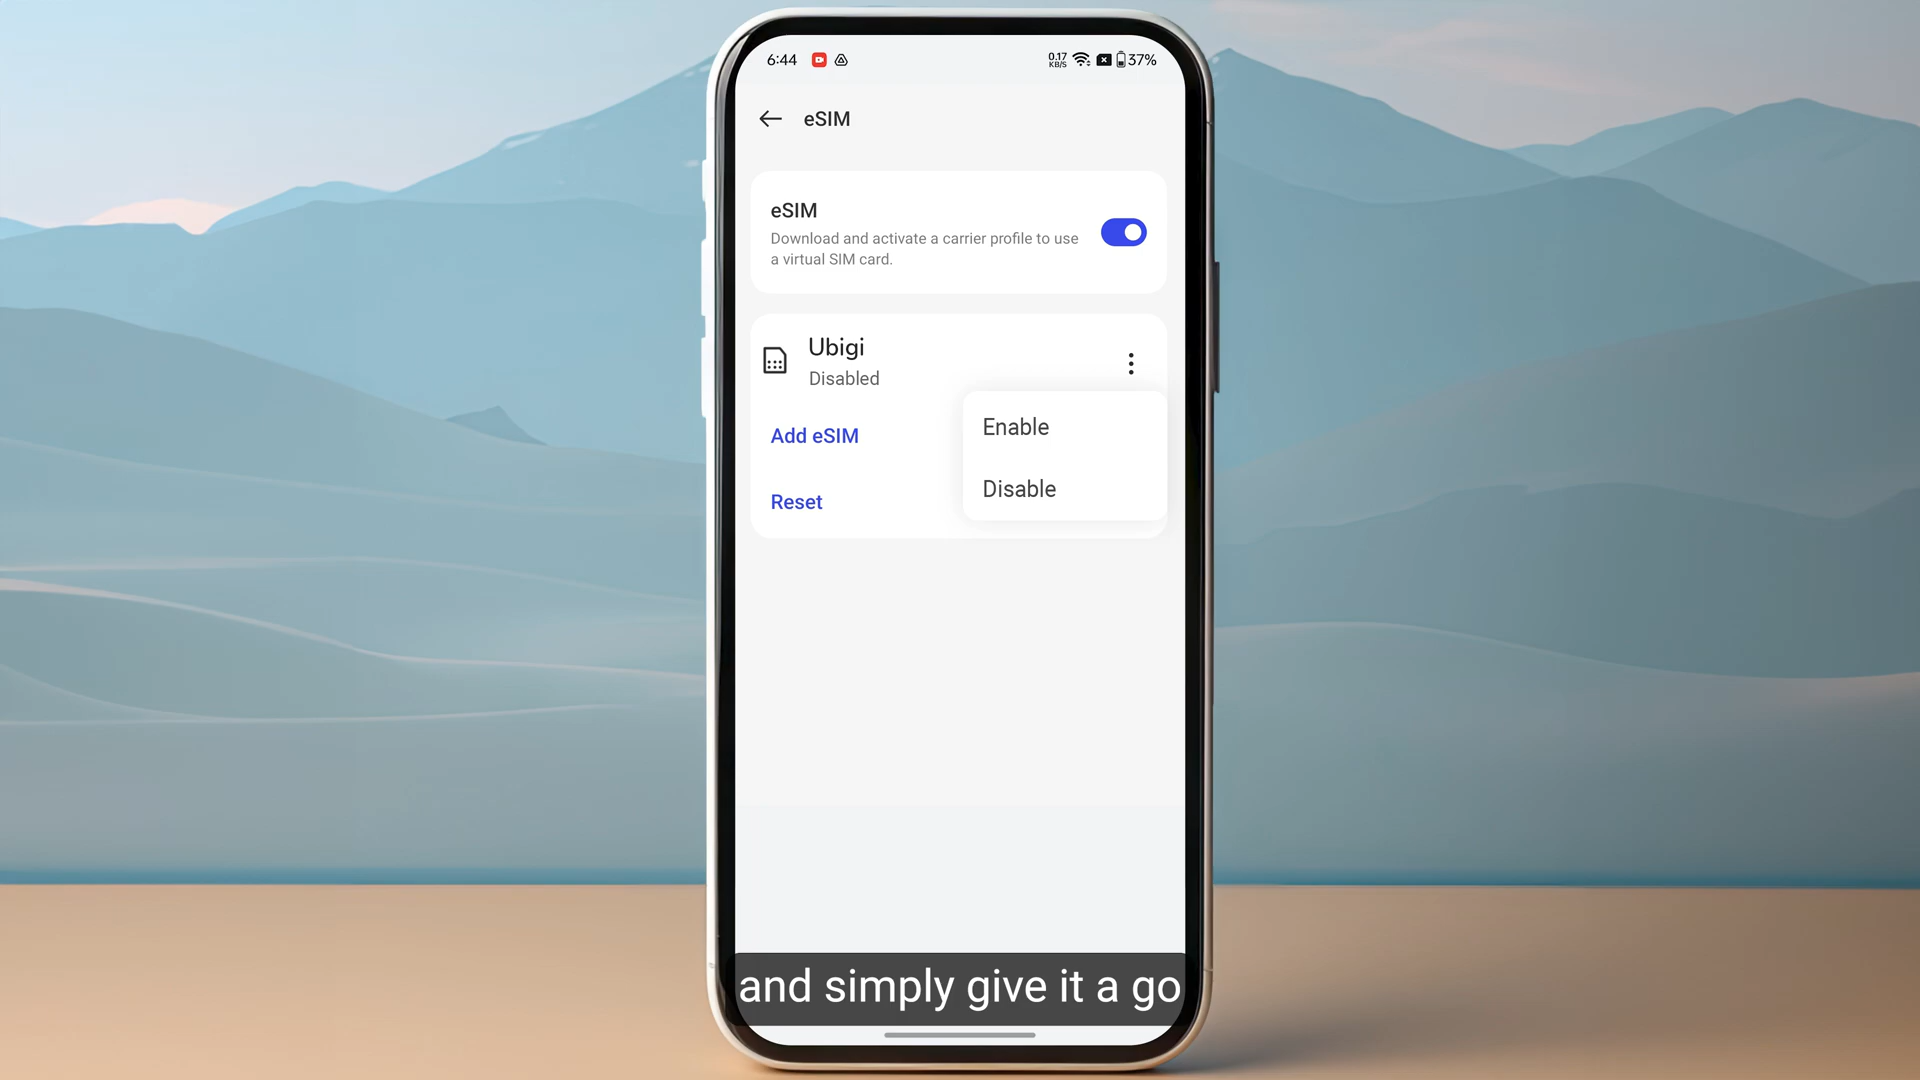 6:44 0.17 KB/S 37%
eSIM
eSIM
Download and activate a carrier profile to use
a virtual SIM card.
Ubigi
Disabled
Enable
Add eSIM
Disable
Reset
and simply give it a go